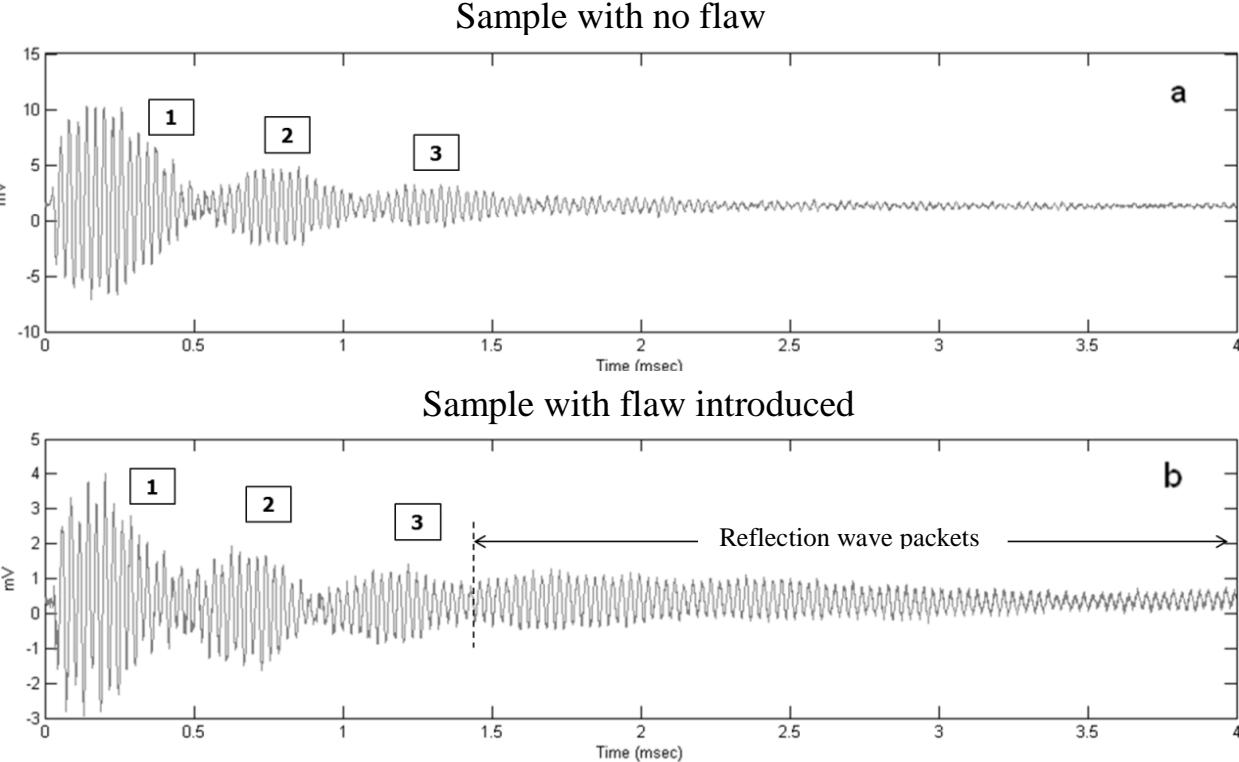 Sample with no flaw
15
10
5
0
-5
-10
mV
a
1
2
3
0 0.5 1 1.5 2 2.5 3 3.5 4
Time (msec)
Sample with flaw introduced
5
4
3
2
1
0
-1
-2
-3
mV
b
1
2
3
Reflection wave packets
0 0.5 1 1.5 2 2.5 3 3.5 4
Time (msec)